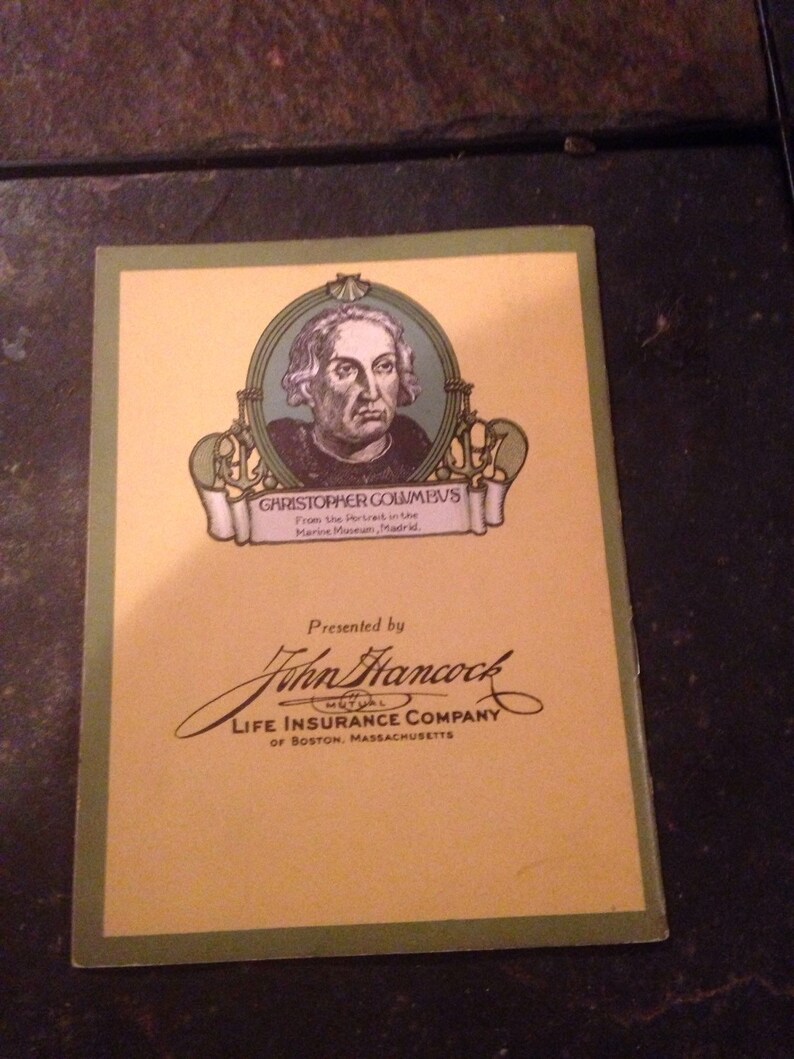 CHRISTOPHER COLVMBVS
From the Portrait in the
Marine Museum, Madrid.
Presented by
John Hancock
MUTUAL
LIFE INSURANCE COMPANY
OF BOSTON, MASSACHUSETTS